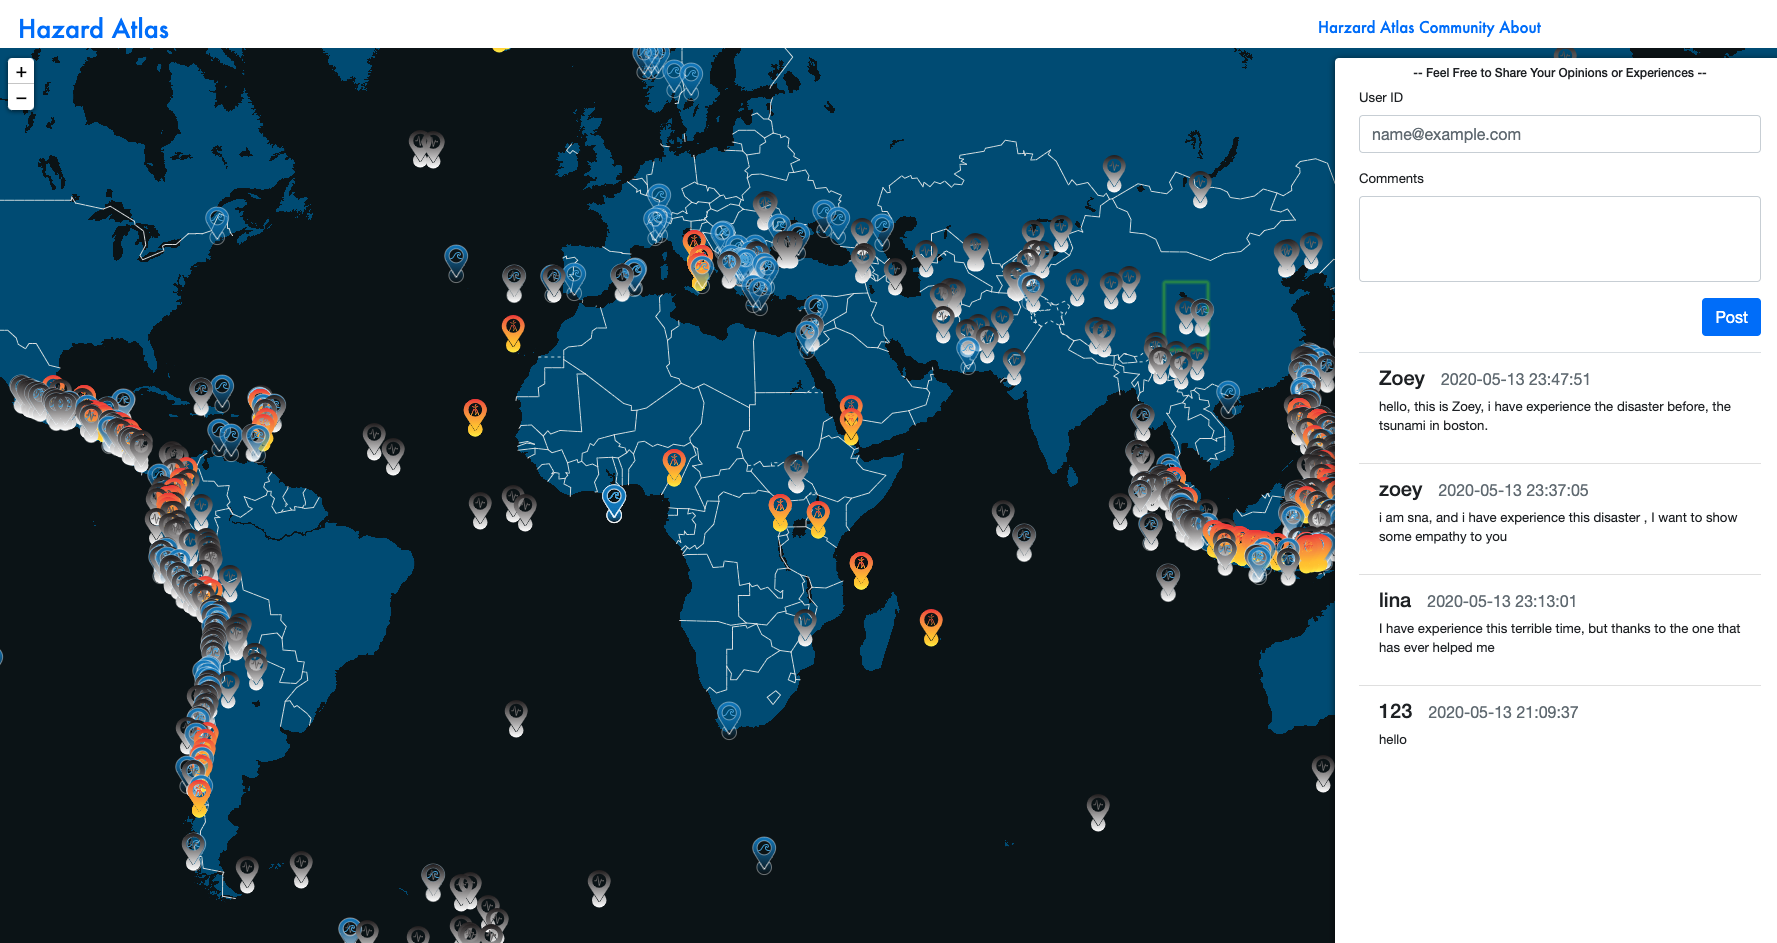 Hazard Atlas
Harzard Atlas Community About
+
−
-- Feel Free to Share Your Opinions or Experiences --
User ID
name@example.com
Comments
Post
Zoey 2020-05-13 23:47:51
hello, this is Zoey, i have experience the disaster before, the
tsunami in boston.
zoey 2020-05-13 23:37:05
i am sna, and i have experience this disaster , I want to show
some empathy to you
lina 2020-05-13 23:13:01
I have experience this terrible time, but thanks to the one that
has ever helped me
123 2020-05-13 21:09:37
hello